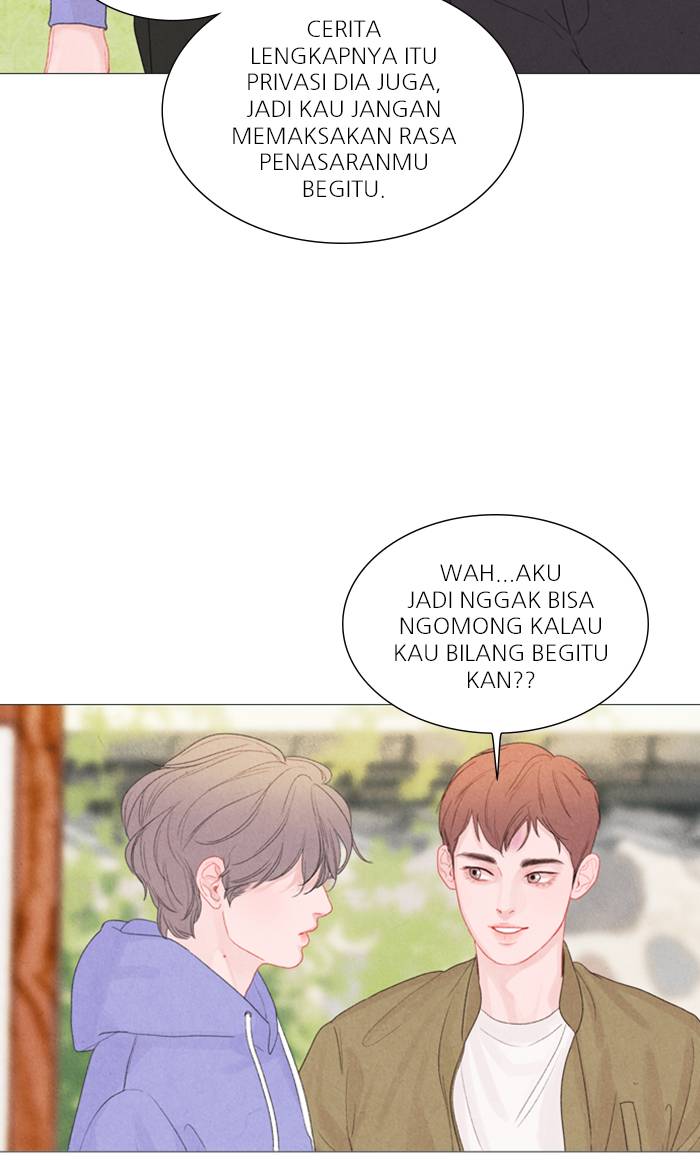 CERITA
LENGKAPNYA ITU
PRIVASI DIA JUGA,
JADI KAU JANGAN
MEMAKSAKAN RASA
PENASARANMU
BEGITU.
WAH...AKU
JADI NGGAK BISA
NGOMONG KALAU
KAU BILANG BEGITU
KAN??